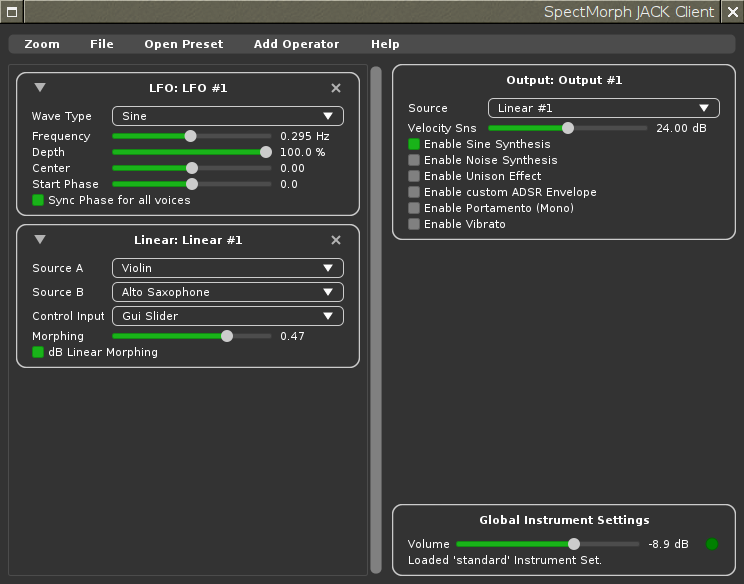 SpectMorph JACK Client
Zoom File Open Preset Add Operator Help
LFO: LFO #1
Wave Type Sine
Frequency 0.295 Hz
Depth 100.0 %
Center 0.00
Start Phase 0.0
Sync Phase for all voices
Linear: Linear #1
Source A Violin
Source B Alto Saxophone
Control Input Gui Slider
Morphing 0.47
dB Linear Morphing
Output: Output #1
Source Linear #1
Velocity Sns 24.00 dB
Enable Sine Synthesis
Enable Noise Synthesis
Enable Unison Effect
Enable custom ADSR Envelope
Enable Portamento (Mono)
Enable Vibrato
Global Instrument Settings
Volume -8.9 dB
Loaded 'standard' Instrument Set.